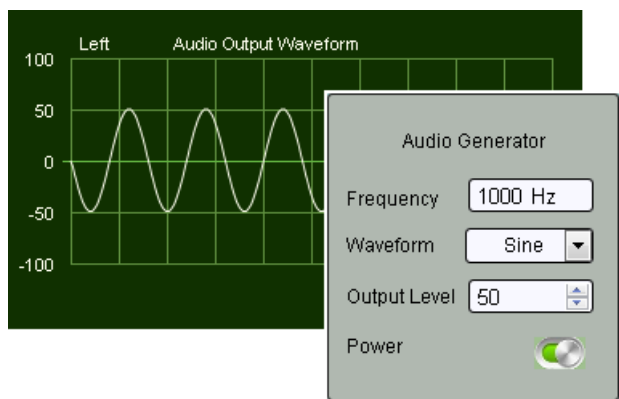 Left Audio Output Waveform
100
50
0
-50
-100
Audio Generator
Frequency 1000 Hz
Waveform Sine
Output Level 50
Power